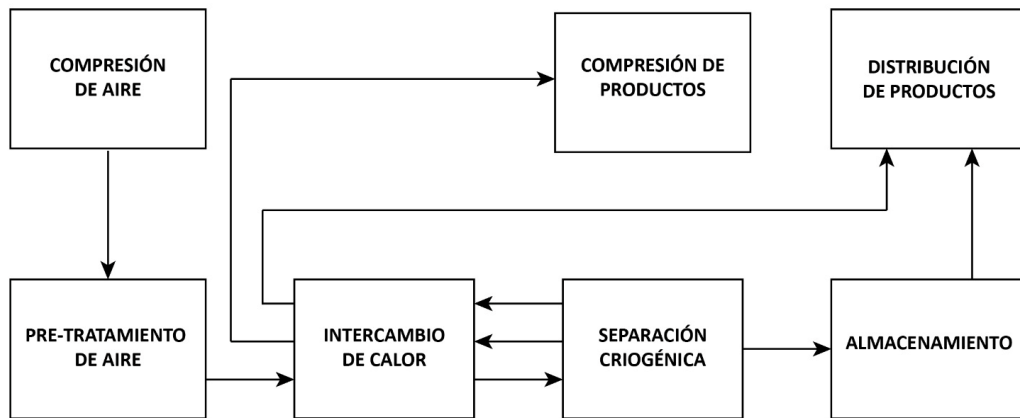 COMPRESIÓN
DE AIRE
COMPRESIÓN DE
PRODUCTOS
DISTRIBUCIÓN
DE PRODUCTOS
PRE-TRATAMIENTO
DE AIRE
INTERCAMBIO
DE CALOR
SEPARACIÓN
CRIOGÉNICA
ALMACENAMIENTO